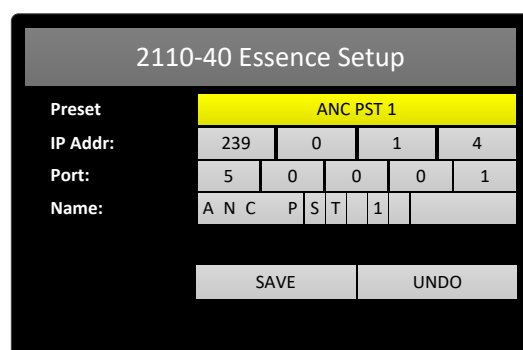 2110-40 Essence Setup
Preset ANC PST 1
IP Addr: 239 0 1 4
Port: 5 0 0 0 1
Name: A N C P S T 1
SAVE UNDO